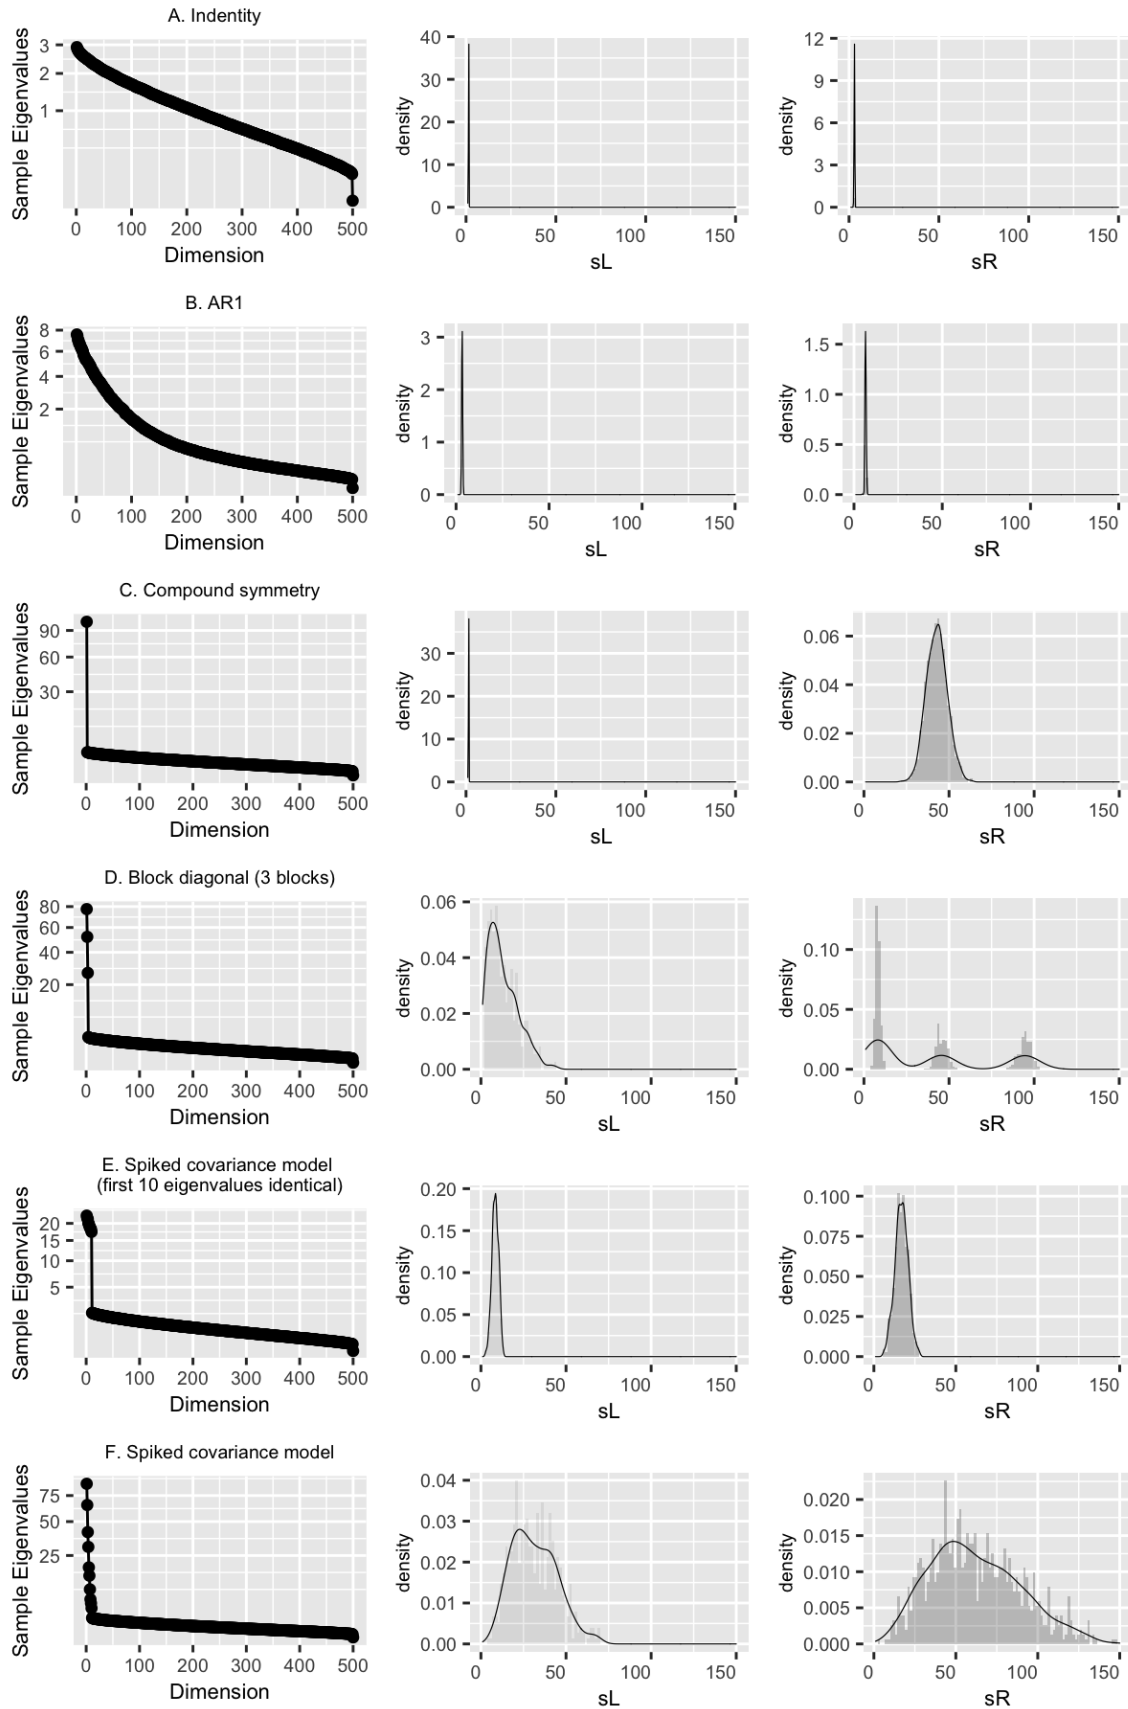 A. Indentity
Sample Eigenvalues
3
2
1
0 100 200 300 400 500
Dimension
density
40
30
20
10
0
0 50 100 150
sL
density
12
9
6
3
0
0 50 100 150
sR
B. AR1
Sample Eigenvalues
8
6
4
2
0 100 200 300 400 500
Dimension
density
3
2
1
0
0 50 100 150
sL
density
1.5
1.0
0.5
0.0
0 50 100 150
sR
C. Compound symmetry
Sample Eigenvalues
90
60
30
0 100 200 300 400 500
Dimension
density
30
20
10
0
0 50 100 150
sL
density
0.06
0.04
0.02
0.00
0 50 100 150
sR
D. Block diagonal (3 blocks)
Sample Eigenvalues
80
60
40
20
0 100 200 300 400 500
Dimension
density
0.06
0.04
0.02
0.00
0 50 100 150
sL
density
0.10
0.05
0.00
0 50 100 150
sR
E. Spiked covariance model
(first 10 eigenvalues identical)
Sample Eigenvalues
20
15
10
5
0 100 200 300 400 500
Dimension
density
0.20
0.15
0.10
0.05
0.00
0 50 100 150
sL
density
0.100
0.075
0.050
0.025
0.000
0 50 100 150
sR
F. Spiked covariance model
Sample Eigenvalues
75
50
25
0 100 200 300 400 500
Dimension
density
0.04
0.03
0.02
0.01
0.00
0 50 100 150
sL
density
0.020
0.015
0.010
0.005
0.000
0 50 100 150
sR